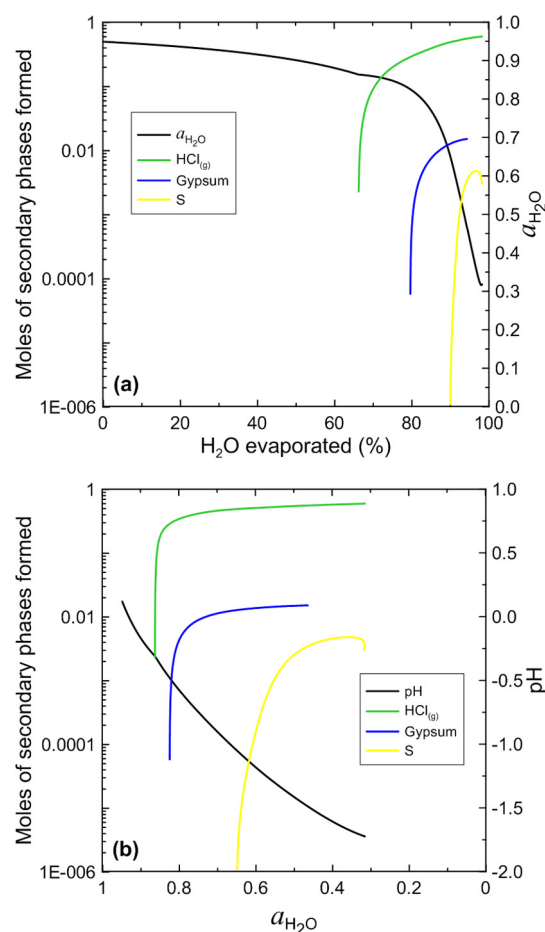 1
0.01
0.0001
1E-006
Moles of secondary phases formed
1.0
0.9
0.8
0.7
0.6
0.5
0.4
0.3
0.2
0.1
0.0
aH₂O
aH₂O
HCl(g)
Gypsum
S
(a)
0 20 40 60 80 100
H₂O evaporated (%)
1
0.01
0.0001
1E-006
Moles of secondary phases formed
1.0
0.5
0.0
-0.5
-1.0
-1.5
-2.0
pH
pH
HCl(g)
Gypsum
S
(b)
1 0.8 0.6 0.4 0.2 0
aH₂O